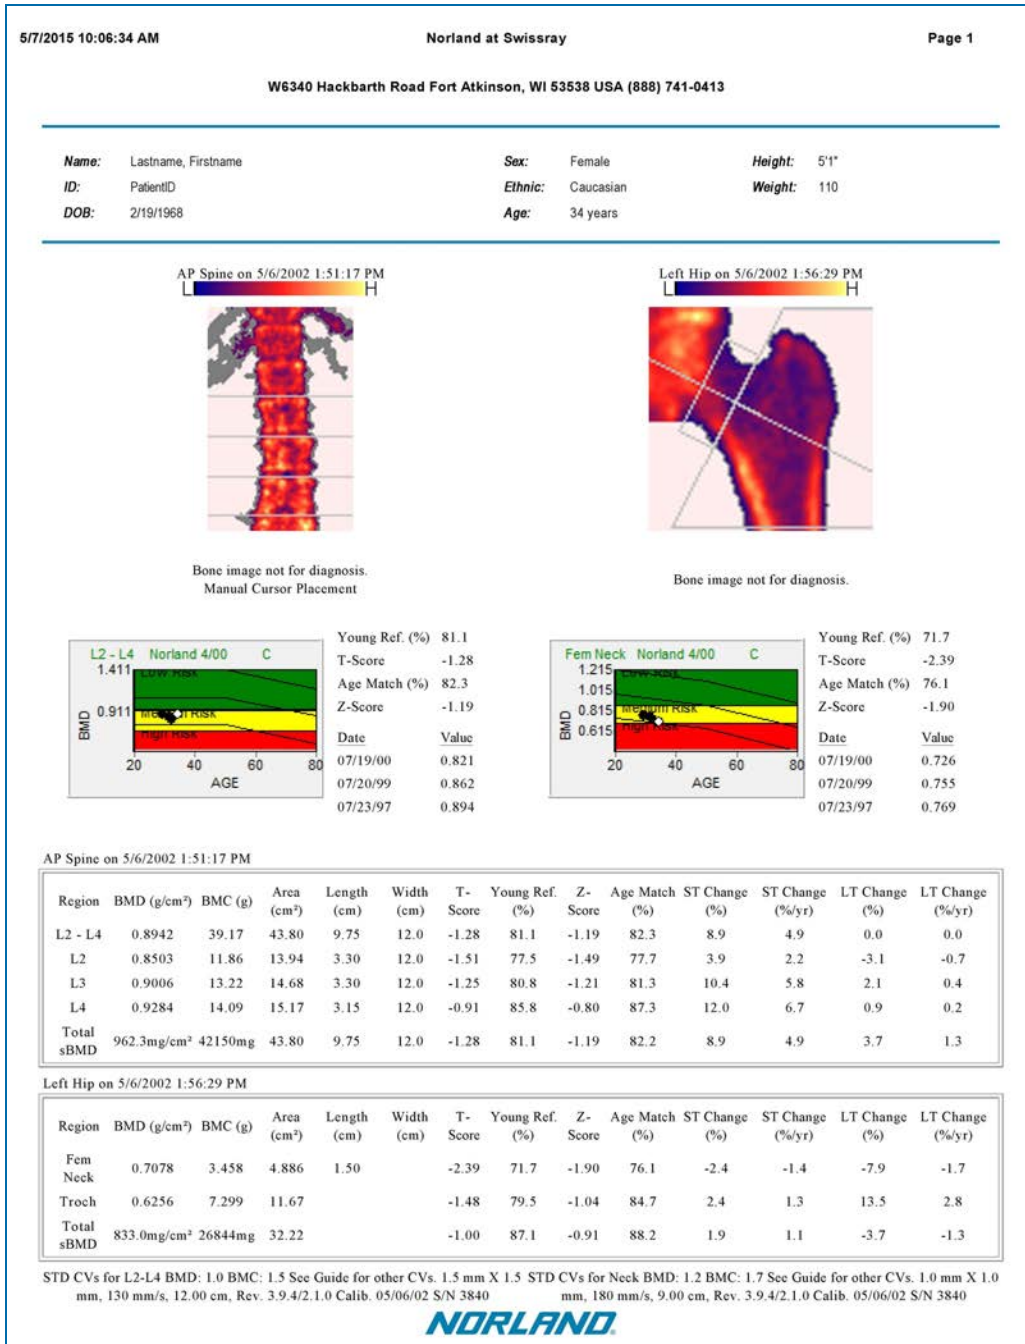 5/7/2015 10:06:34 AM Norland at Swissray Page 1
W6340 Hackbarth Road Fort Atkinson, WI 53538 USA (888) 741-0413
Name: Lastname, Firstname Sex: Female Height: 5'1"
ID: PatientID Ethnic: Caucasian Weight: 110
DOB: 2/19/1968 Age: 34 years
AP Spine on 5/6/2002 1:51:17 PM
L H
Left Hip on 5/6/2002 1:56:29 PM
L H
Bone image not for diagnosis.
Manual Cursor Placement
Bone image not for diagnosis.
L2 - L4 Norland 4/00 C
1.411
0.911
BMD
Low Risk
Medium Risk
High Risk
20 40 60 80
AGE
Young Ref. (%) 81.1
T-Score -1.28
Age Match (%) 82.3
Z-Score -1.19
Date Value
07/19/00 0.821
07/20/99 0.862
07/23/97 0.894
Fem Neck Norland 4/00 C
1.215
1.015
0.815
0.615
BMD
Low Risk
Medium Risk
High Risk
20 40 60 80
AGE
Young Ref. (%) 71.7
T-Score -2.39
Age Match (%) 76.1
Z-Score -1.90
Date Value
07/19/00 0.726
07/20/99 0.755
07/23/97 0.769
AP Spine on 5/6/2002 1:51:17 PM
Region BMD (g/cm²) BMC (g) Area (cm²) Length (cm) Width (cm) T-Score Young Ref. (%) Z-Score Age Match (%) ST Change (%) ST Change (%/yr) LT Change (%) LT Change (%/yr)
L2 - L4 0.8942 39.17 43.80 9.75 12.0 -1.28 81.1 -1.19 82.3 8.9 4.9 0.0 0.0
L2 0.8503 11.86 13.94 3.30 12.0 -1.51 77.5 -1.49 77.7 3.9 2.2 -3.1 -0.7
L3 0.9006 13.22 14.68 3.30 12.0 -1.25 80.8 -1.21 81.3 10.4 5.8 2.1 0.4
L4 0.9284 14.09 15.17 3.15 12.0 -0.91 85.8 -0.80 87.3 12.0 6.7 0.9 0.2
Total sBMD 962.3mg/cm² 42150mg 43.80 9.75 12.0 -1.28 81.1 -1.19 82.2 8.9 4.9 3.7 1.3
Left Hip on 5/6/2002 1:56:29 PM
Region BMD (g/cm²) BMC (g) Area (cm²) Length (cm) Width (cm) T-Score Young Ref. (%) Z-Score Age Match (%) ST Change (%) ST Change (%/yr) LT Change (%) LT Change (%/yr)
Fem Neck 0.7078 3.458 4.886 1.50 -2.39 71.7 -1.90 76.1 -2.4 -1.4 -7.9 -1.7
Troch 0.6256 7.299 11.67 -1.48 79.5 -1.04 84.7 2.4 1.3 13.5 2.8
Total sBMD 833.0mg/cm² 26844mg 32.22 -1.00 87.1 -0.91 88.2 1.9 1.1 -3.7 -1.3
STD CVs for L2-L4 BMD: 1.0 BMC: 1.5 See Guide for other CVs. 1.5 mm X 1.5
mm, 130 mm/s, 12.00 cm, Rev. 3.9.4/2.1.0 Calib. 05/06/02 S/N 3840
STD CVs for Neck BMD: 1.2 BMC: 1.7 See Guide for other CVs. 1.0 mm X 1.0
mm, 180 mm/s, 9.00 cm, Rev. 3.9.4/2.1.0 Calib. 05/06/02 S/N 3840
NORLAND.